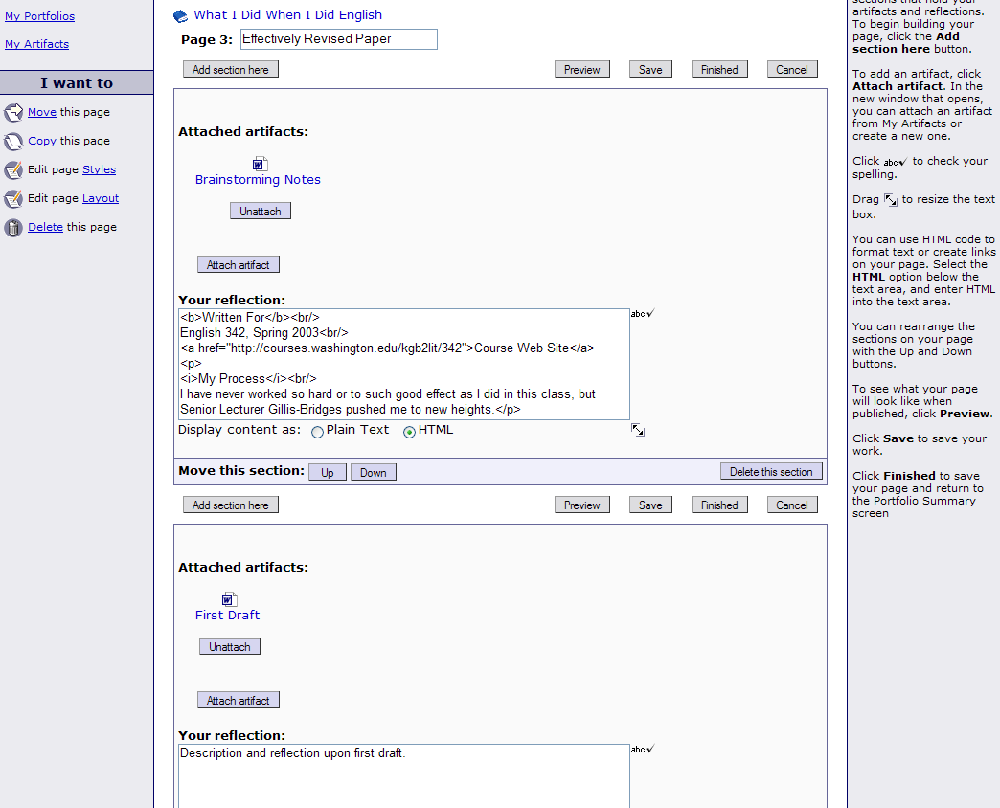 My Portfolios
My Artifacts
I want to
Move this page
Copy this page
Edit page Styles
Edit page Layout
Delete this page
What I Did When I Did English
Page 3: Effectively Revised Paper
Add section here Preview Save Finished Cancel
Attached artifacts:
Brainstorming Notes
Unattach
Attach artifact
Your reflection:
<b>Written For</b><br/>
English 342, Spring 2003<br/>
<a href="http://courses.washington.edu/kgb2lit/342">Course Web Site</a>
<p>
<i>My Process</i><br/>
I have never worked so hard or to such good effect as I did in this class, but
Senior Lecturer Gillis-Bridges pushed me to new heights.</p>
abc
Display content as: Plain Text HTML
Move this section: Up Down Delete this section
Add section here Preview Save Finished Cancel
Attached artifacts:
First Draft
Unattach
Attach artifact
Your reflection:
Description and reflection upon first draft.
abc
sections that hold your
artifacts and reflections.
To begin building your
page, click the Add
section here button.
To add an artifact, click
Attach artifact. In the
new window that opens,
you can attach an artifact
from My Artifacts or
create a new one.
Click abc to check your
spelling.
Drag to resize the text
box.
You can use HTML code to
format text or create links
on your page. Select the
HTML option below the
text area, and enter HTML
into the text area.
You can rearrange the
sections on your page
with the Up and Down
buttons.
To see what your page
will look like when
published, click Preview.
Click Save to save your
work.
Click Finished to save
your page and return to
the Portfolio Summary
screen